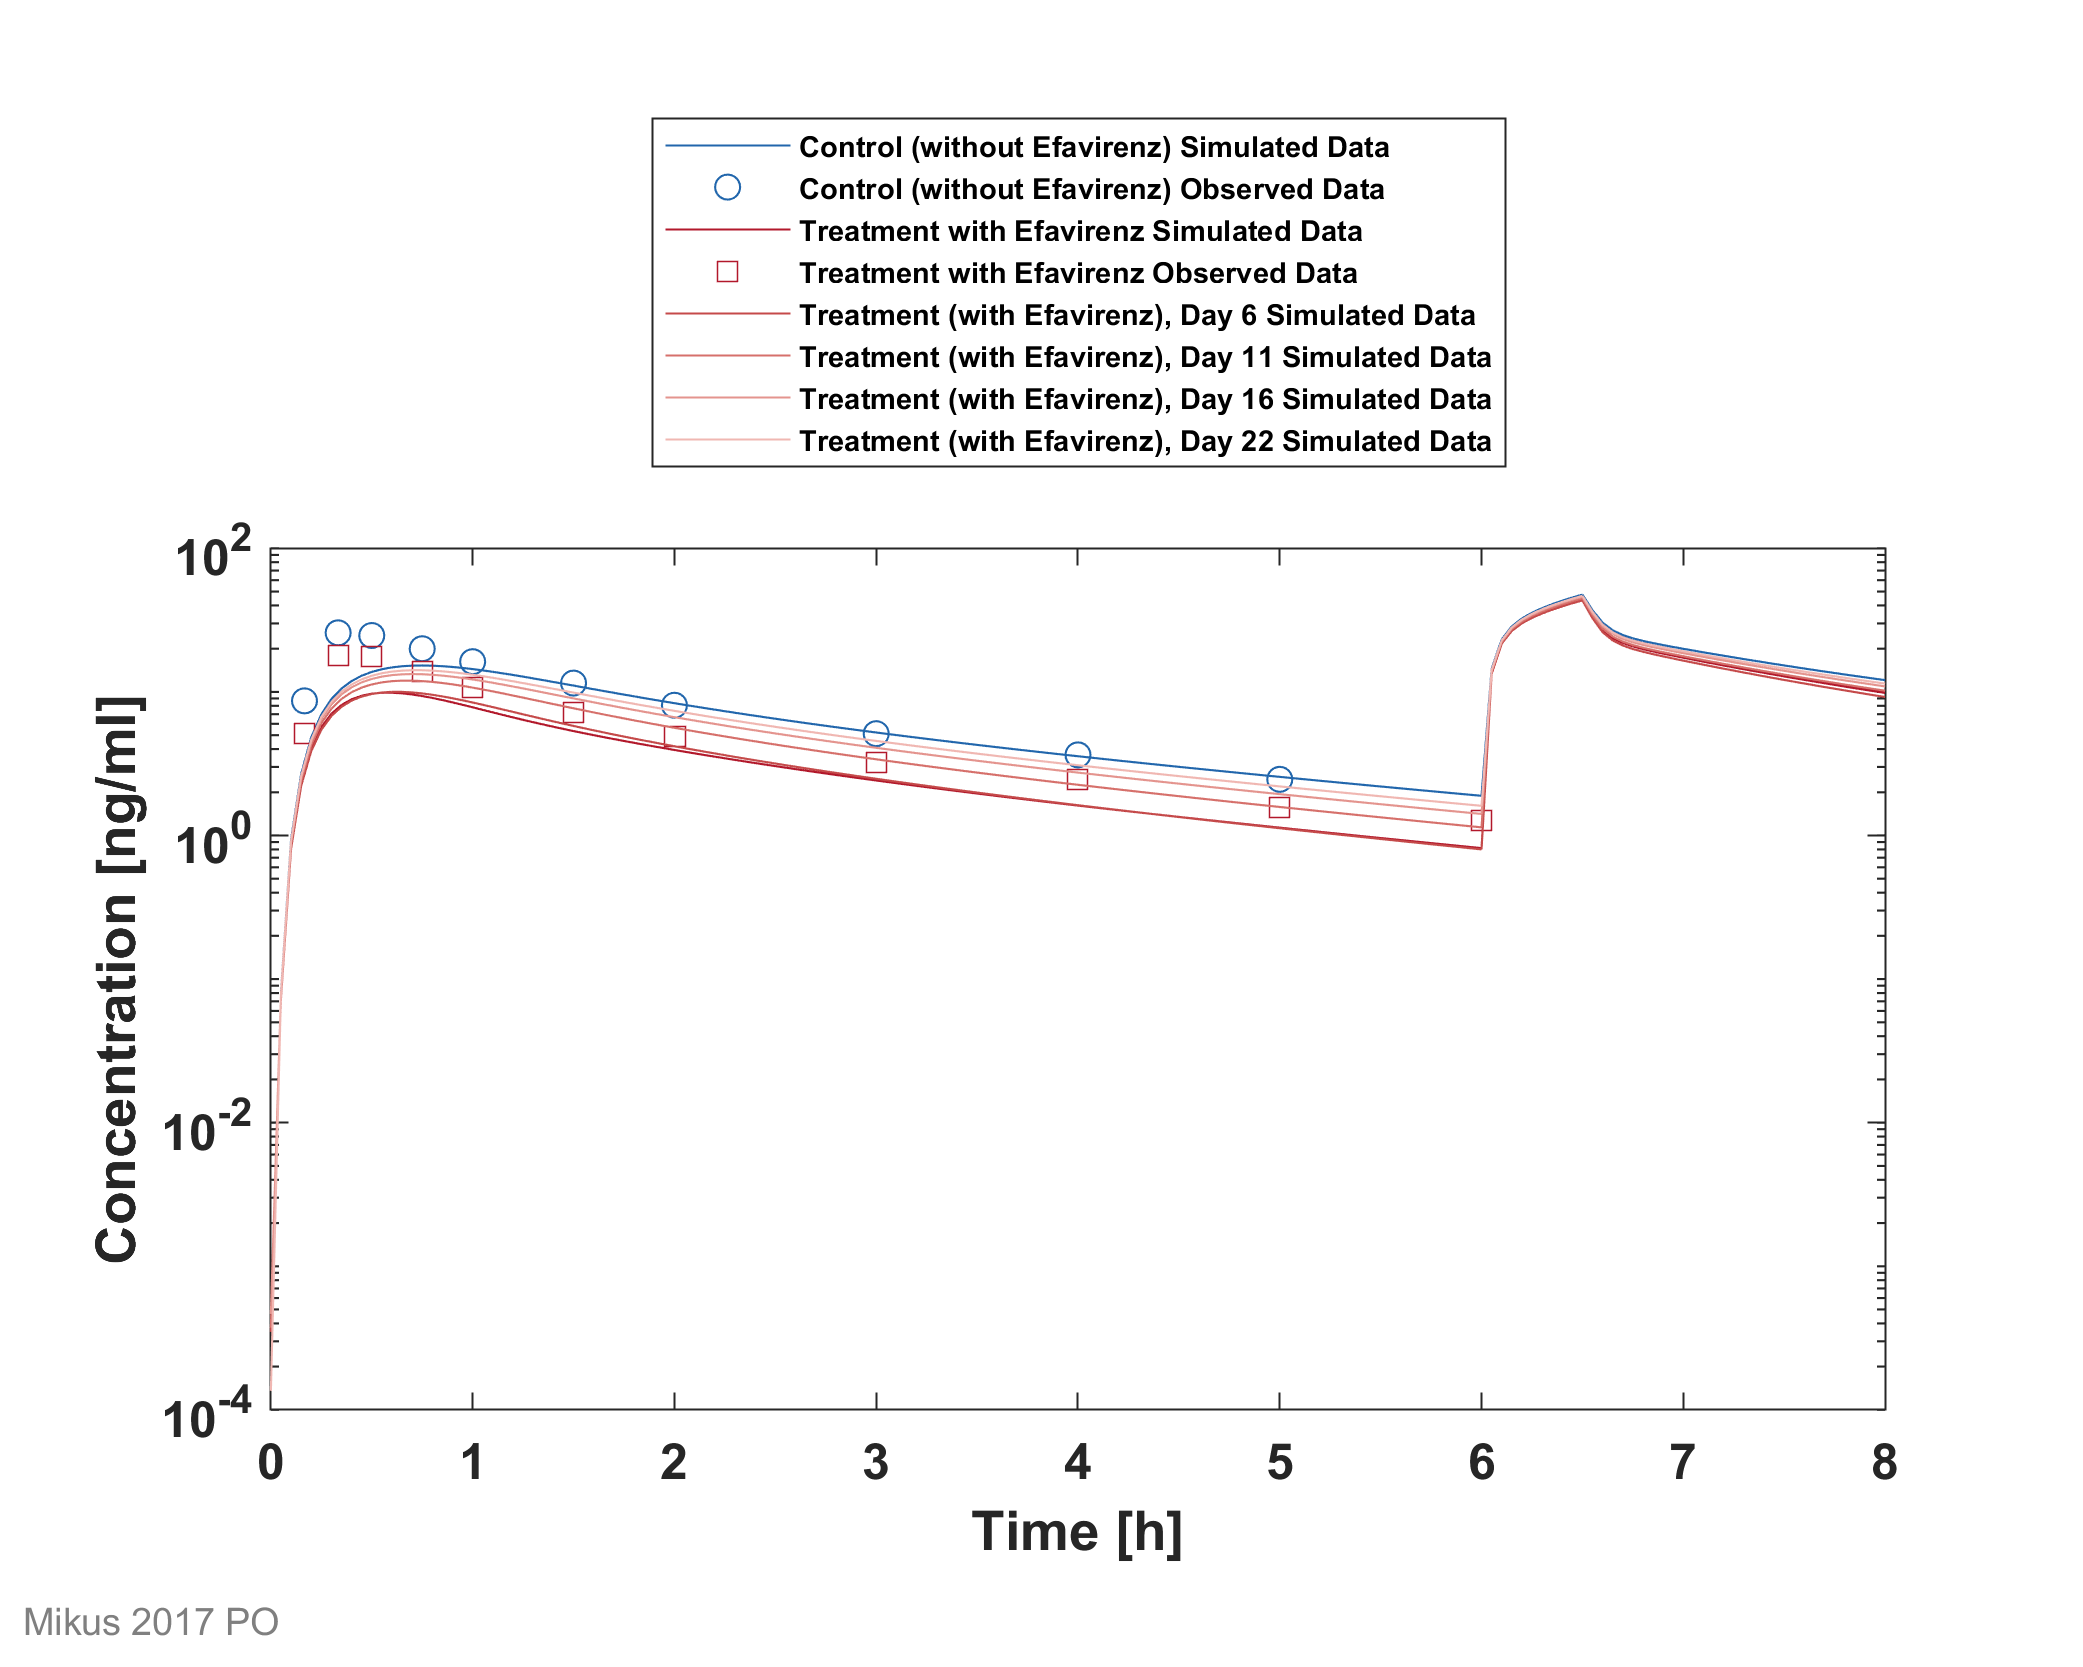 Control (without Efavirenz) Simulated Data
Control (without Efavirenz) Observed Data
Treatment with Efavirenz Simulated Data
Treatment with Efavirenz Observed Data
Treatment (with Efavirenz), Day 6 Simulated Data
Treatment (with Efavirenz), Day 11 Simulated Data
Treatment (with Efavirenz), Day 16 Simulated Data
Treatment (with Efavirenz), Day 22 Simulated Data
10^2
10^0
10^-2
10^-4
Concentration [ng/ml]
0 1 2 3 4 5 6 7 8
Time [h]
Mikus 2017 PO